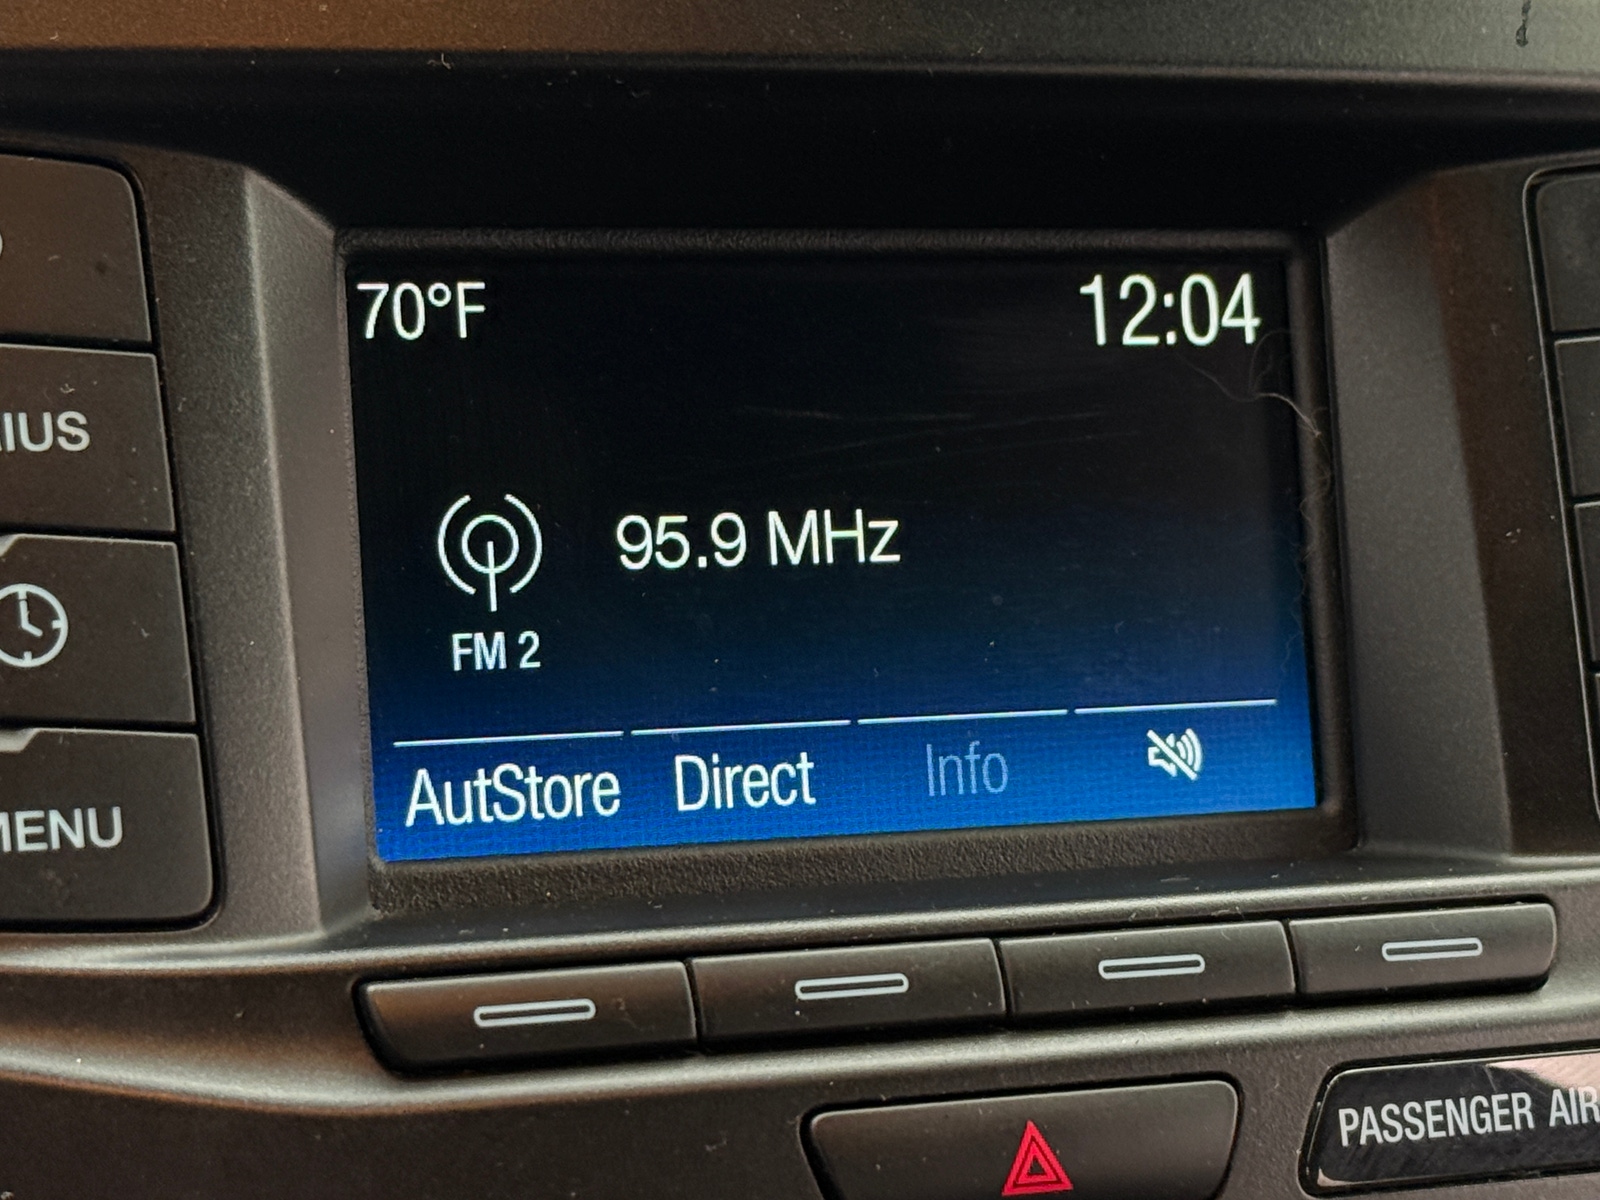 70°F 12:04
IUS
95.9 MHz
FM 2
AutStore Direct Info
MENU
PASSENGER AIR